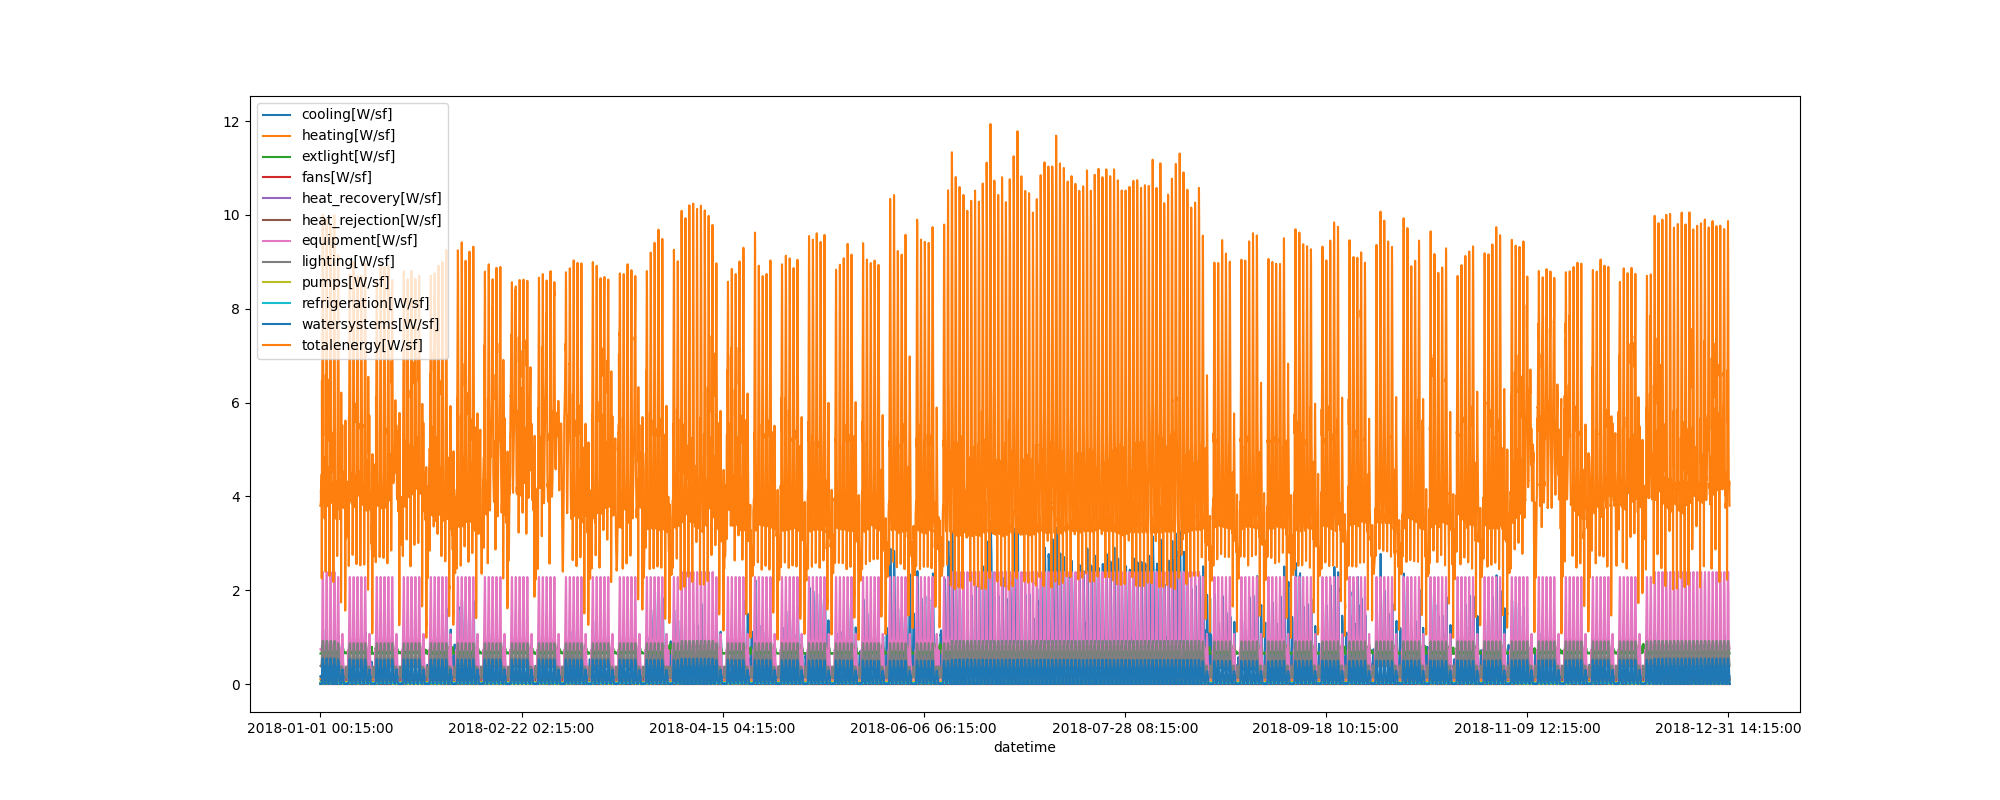 cooling[W/sf]
heating[W/sf]
extlight[W/sf]
fans[W/sf]
heat_recovery[W/sf]
heat_rejection[W/sf]
equipment[W/sf]
lighting[W/sf]
pumps[W/sf]
refrigeration[W/sf]
watersystems[W/sf]
totalenergy[W/sf]
12
10
8
6
4
2
0
2018-01-01 00:15:00 2018-02-22 02:15:00 2018-04-15 04:15:00 2018-06-06 06:15:00 2018-07-28 08:15:00 2018-09-18 10:15:00 2018-11-09 12:15:00 2018-12-31 14:15:00
datetime